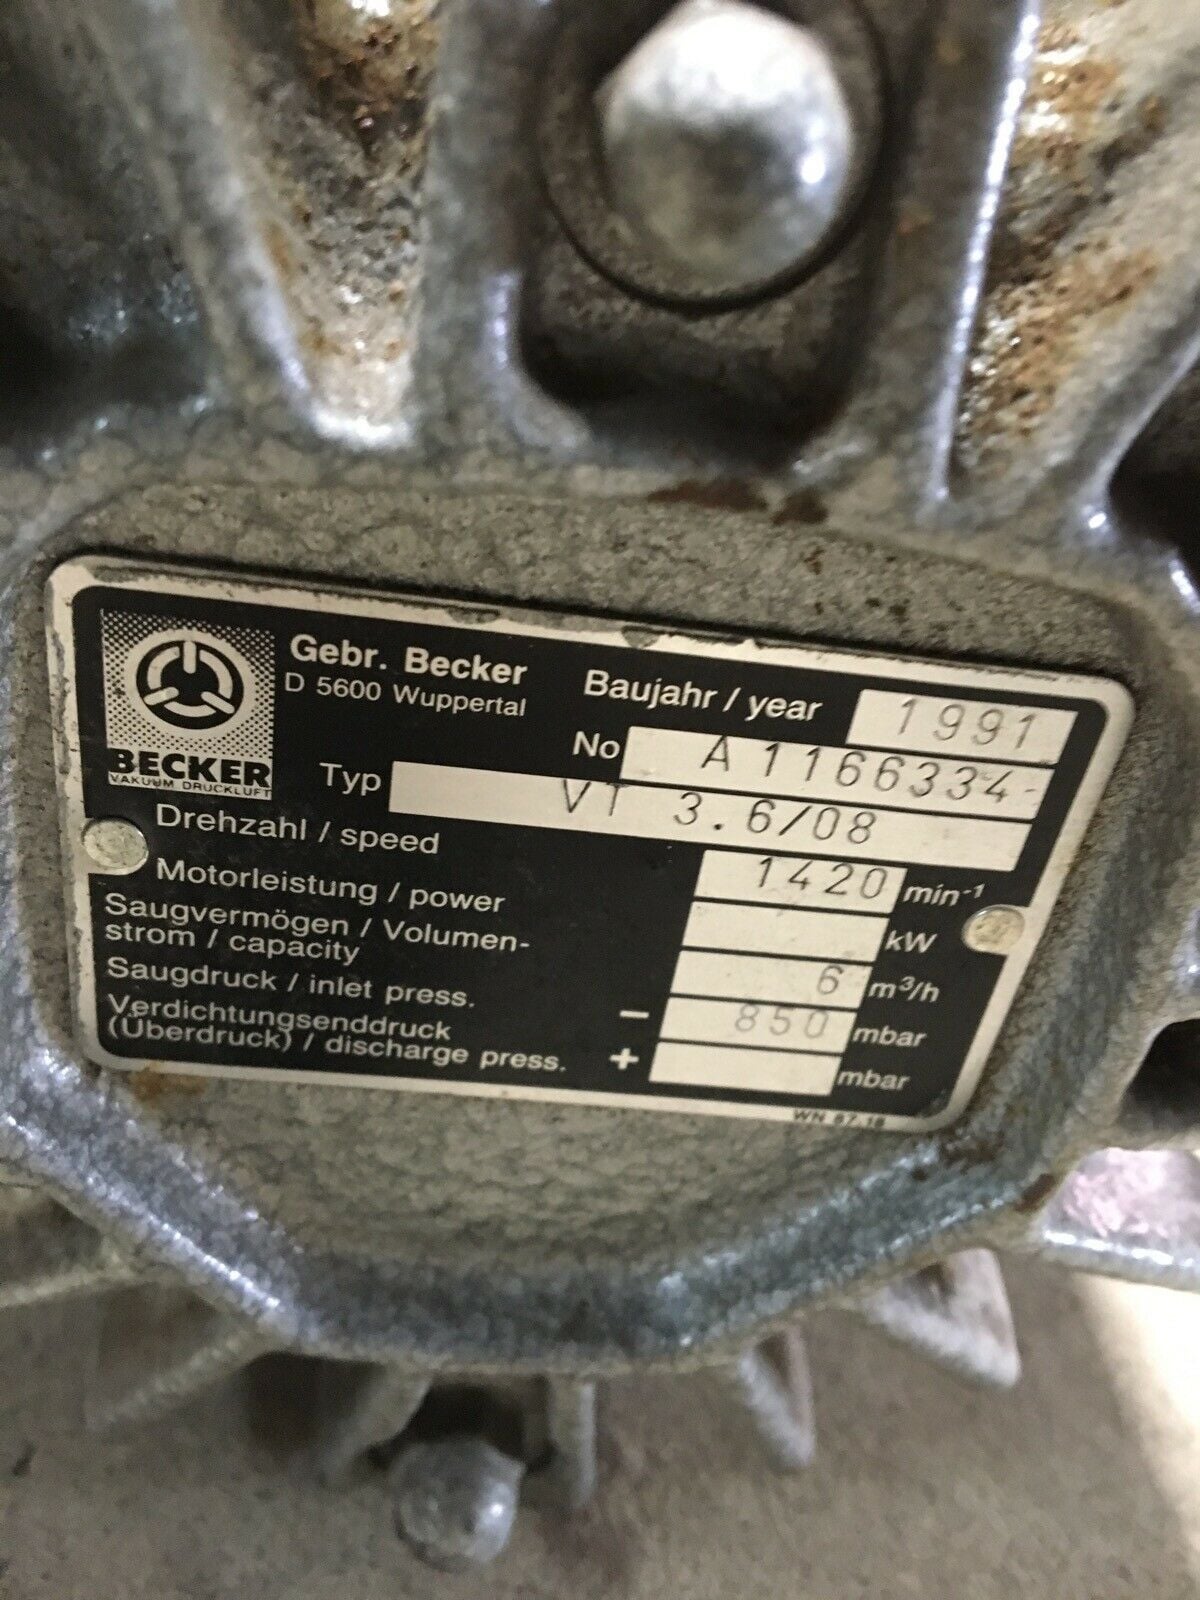 BECKER
VAKUUM DRUCKLUFT
Gebr. Becker
D 5600 Wuppertal
Baujahr / year 1991
No A1166334
Typ VT 3.6/08
Drehzahl / speed 1420 min-1
Motorleistung / power kW
Saugvermögen / Volumen-
strom / capacity 6 m³/h
Saugdruck / inlet press. – 850 mbar
Verdichtungsenddruck
(Überdruck) / discharge press. + mbar
WN 67.18